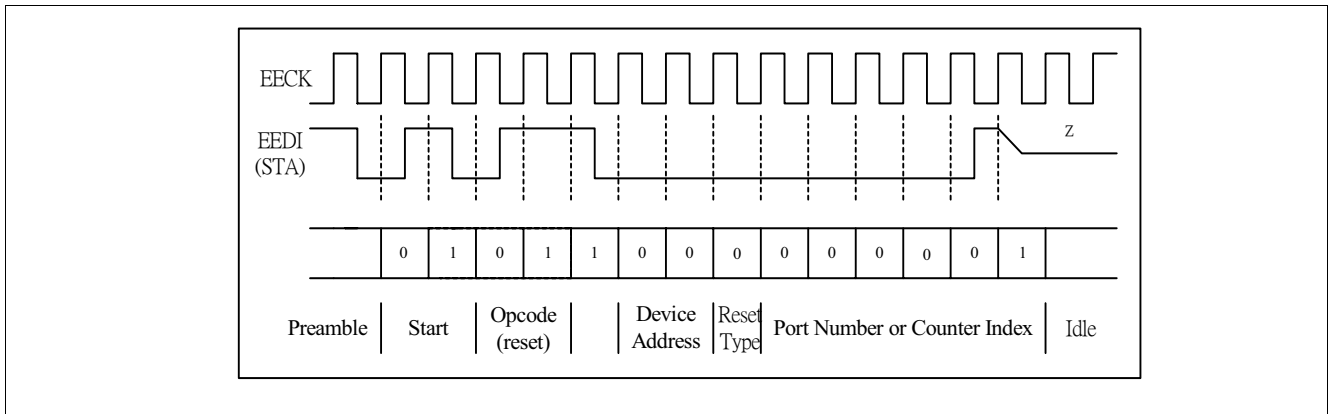 EECK
EEDI
(STA)
Z
0 1 0 1 1 0 0 0 0 0 0 0 0 1
Preamble
Start
Opcode
(reset)
Device
Address
Reset
Type
Port Number or Counter Index
Idle